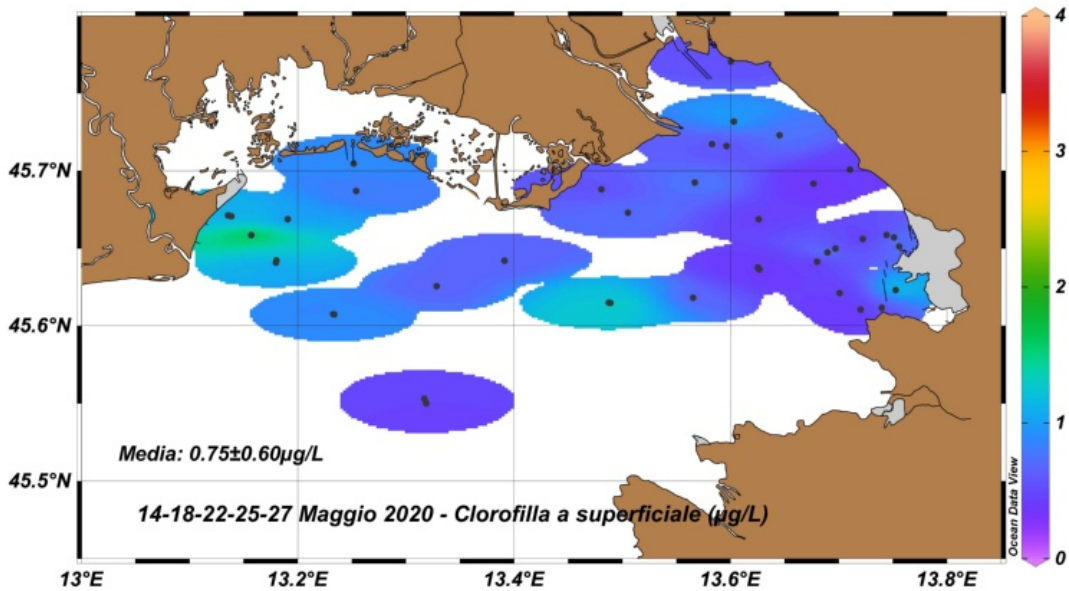 4
3
2
1
0
45.7°N
45.6°N
45.5°N
Media: 0.75±0.60µg/L
14-18-22-25-27 Maggio 2020 - Clorofilla a superficiale (µg/L)
Ocean Data View
13°E
13.2°E
13.4°E
13.6°E
13.8°E